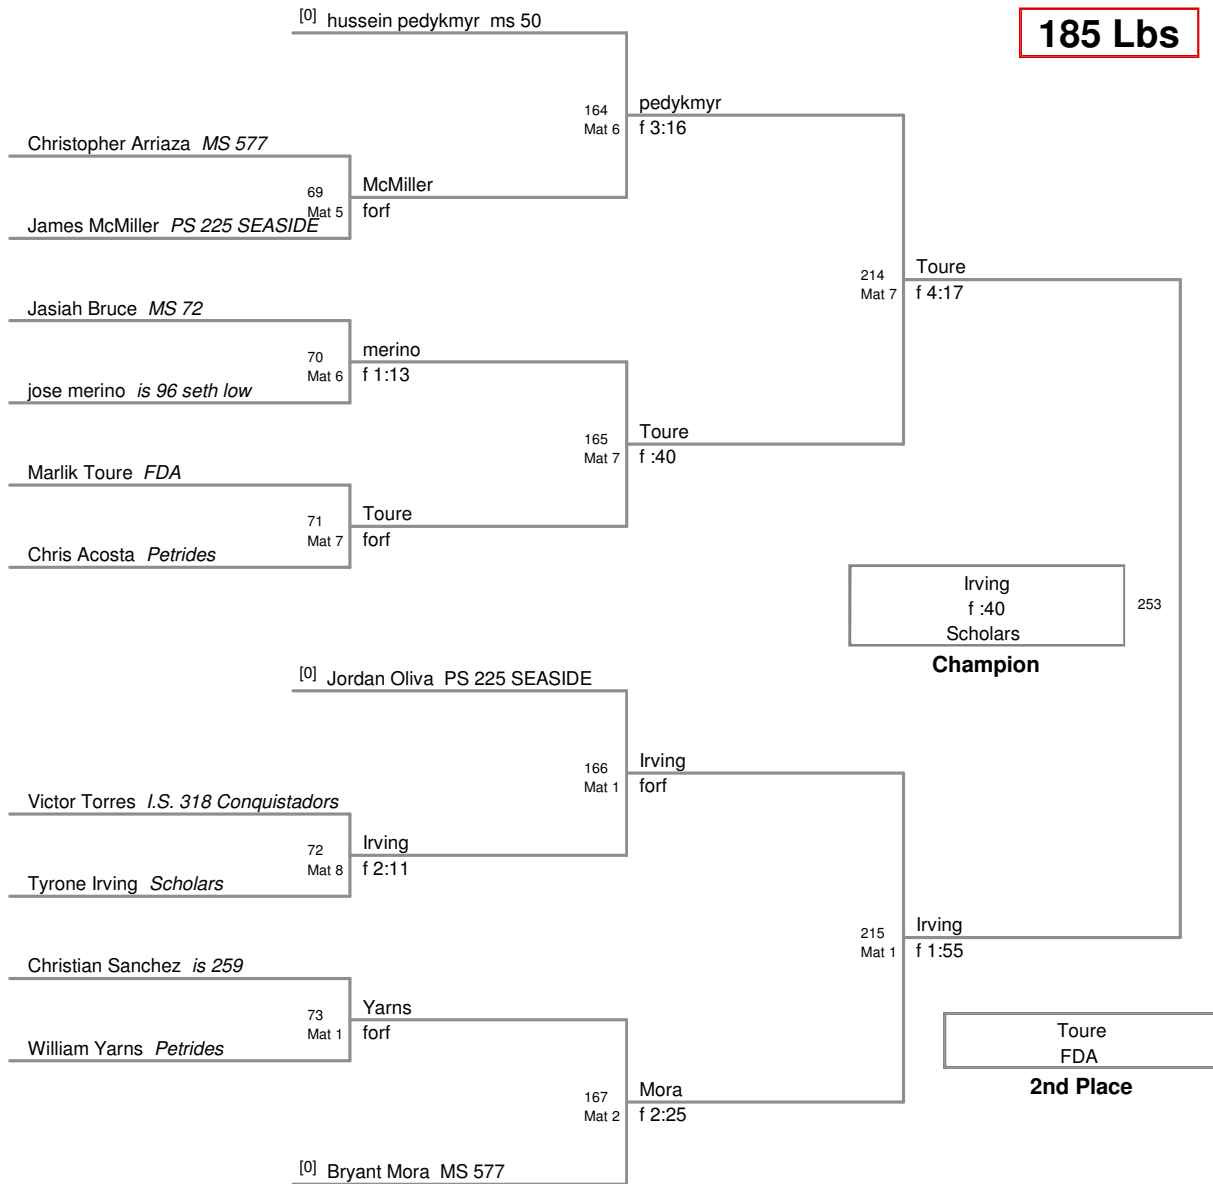 [0] hussein pedykmyr ms 50
185 Lbs
164
Mat 6
pedykmyr
f 3:16
Christopher Arriaza MS 577
69
Mat 5
McMiller
forf
James McMiller PS 225 SEASIDE
214
Mat 7
Toure
f 4:17
Jasiah Bruce MS 72
70
Mat 6
merino
f 1:13
jose merino is 96 seth low
165
Mat 7
Toure
f :40
Marlik Toure FDA
71
Mat 7
Toure
forf
Chris Acosta Petrides
Irving
f :40
Scholars
253
Champion
[0] Jordan Oliva PS 225 SEASIDE
166
Mat 1
Irving
forf
Victor Torres I.S. 318 Conquistadors
72
Mat 8
Irving
f 2:11
Tyrone Irving Scholars
215
Mat 1
Irving
f 1:55
Christian Sanchez is 259
73
Mat 1
Yarns
forf
William Yarns Petrides
Toure
FDA
2nd Place
167
Mat 2
Mora
f 2:25
[0] Bryant Mora MS 577